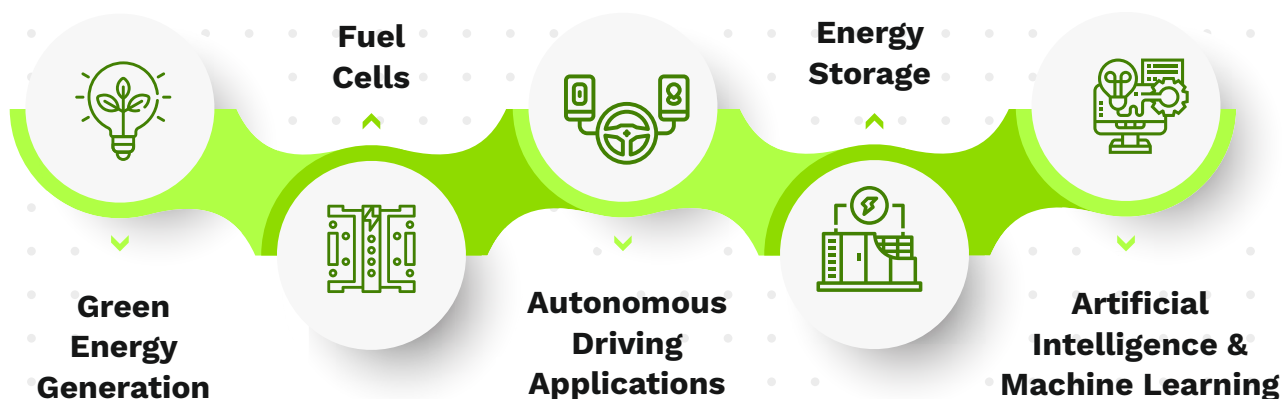 Green
Energy
Generation
Fuel
Cells
Autonomous
Driving
Applications
Energy
Storage
Artificial
Intelligence &
Machine Learning